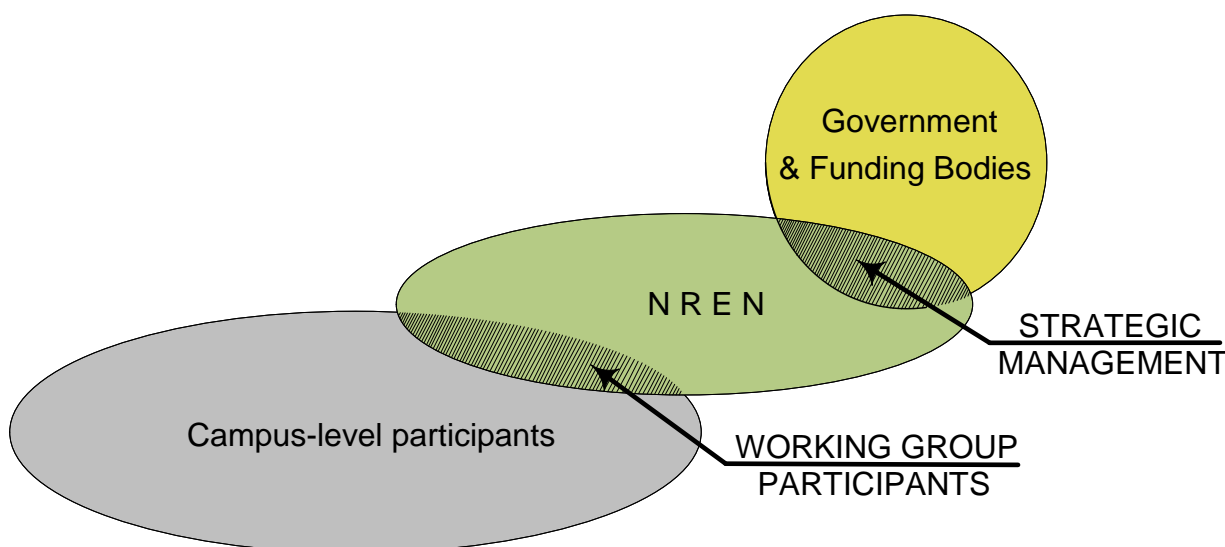 Government
& Funding Bodies
N R E N
STRATEGIC
MANAGEMENT
Campus-level participants
WORKING GROUP
PARTICIPANTS